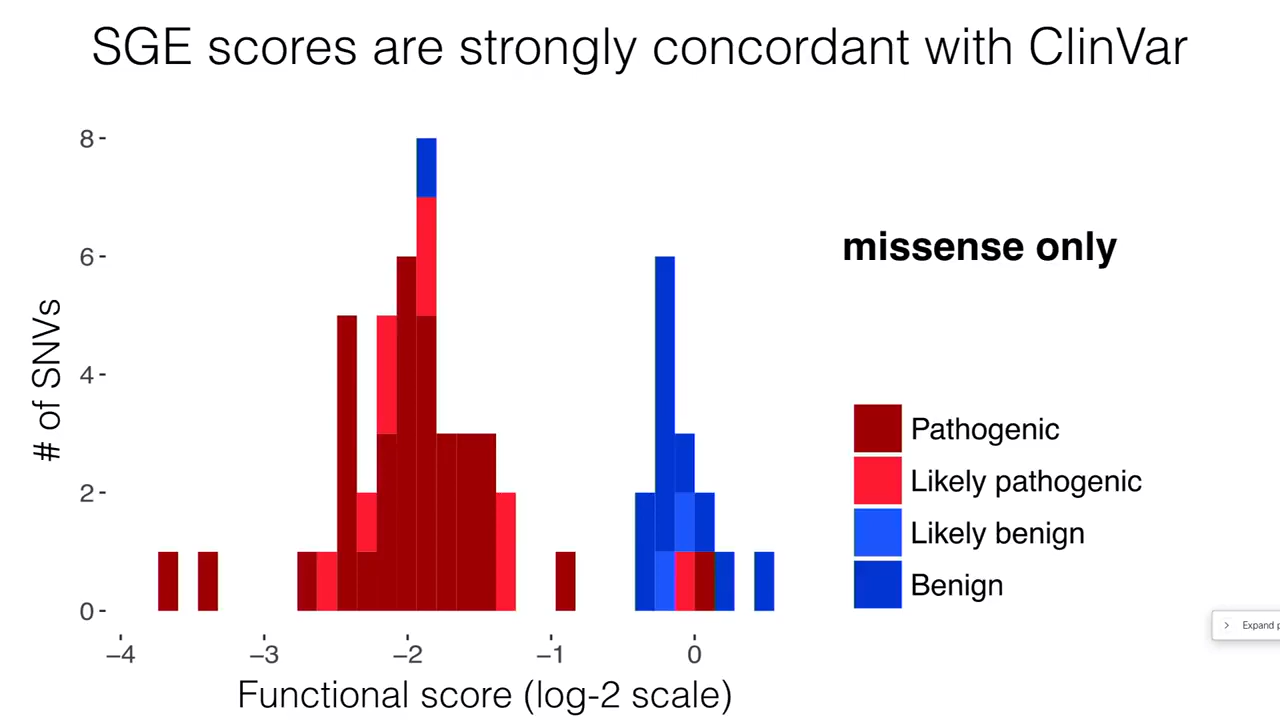 SGE scores are strongly concordant with ClinVar
8
6
4
2
0
# of SNVs
missense only
Pathogenic
Likely pathogenic
Likely benign
Benign
−4 −3 −2 −1 0
Functional score (log-2 scale)
Expand